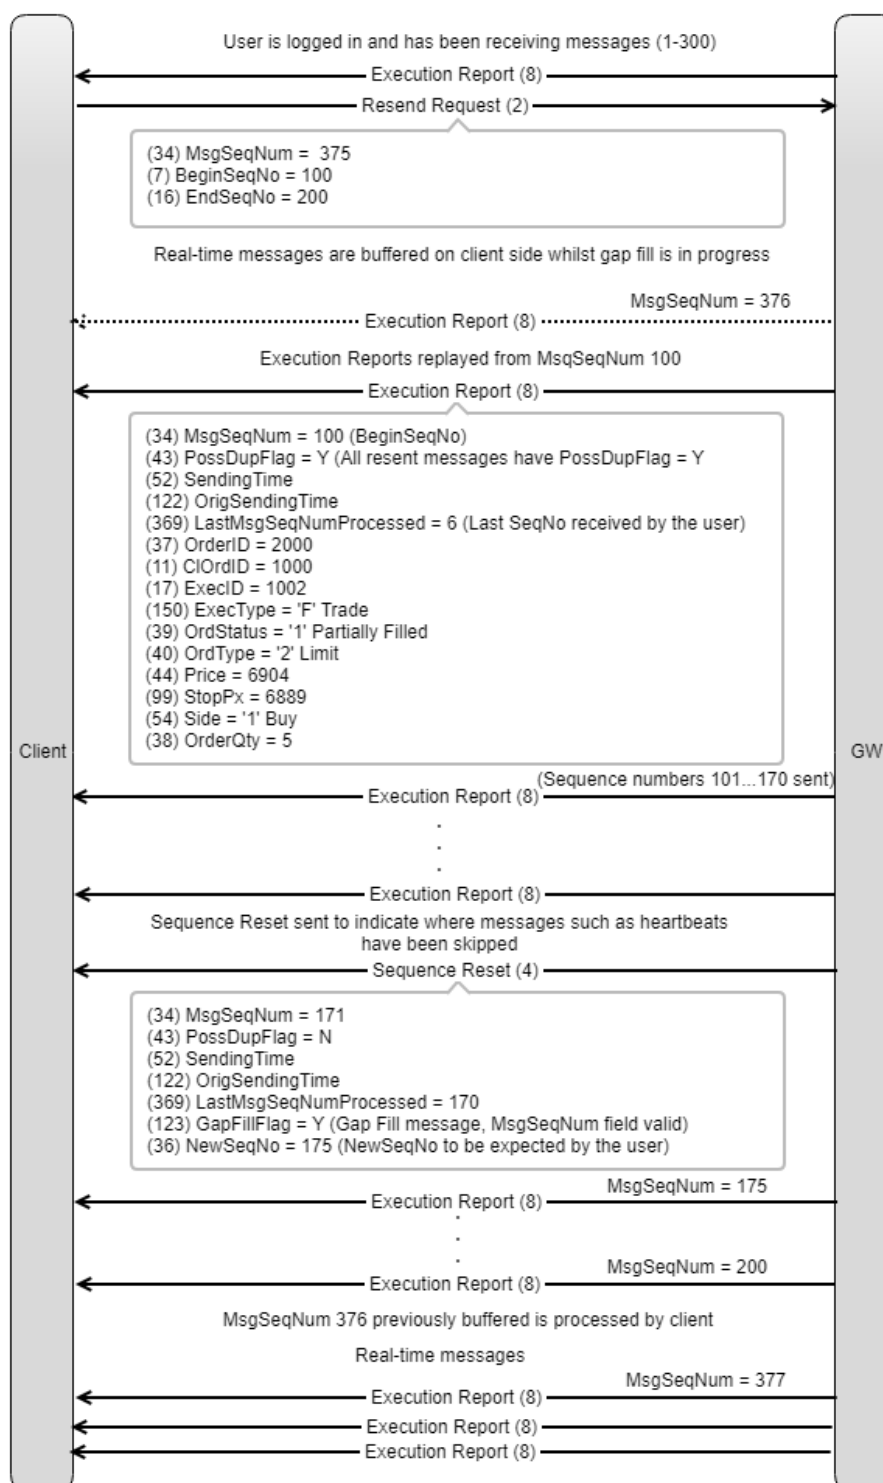 User is logged in and has been receiving messages (1-300)
Execution Report (8)
Resend Request (2)
(34) MsgSeqNum = 375
(7) BeginSeqNo = 100
(16) EndSeqNo = 200
Real-time messages are buffered on client side whilst gap fill is in progress
MsgSeqNum = 376
Execution Report (8)
Execution Reports replayed from MsqSeqNum 100
Execution Report (8)
(34) MsgSeqNum = 100 (BeginSeqNo)
(43) PossDupFlag = Y (All resent messages have PossDupFlag = Y
(52) SendingTime
(122) OrigSendingTime
(369) LastMsgSeqNumProcessed = 6 (Last SeqNo received by the user)
(37) OrderID = 2000
(11) ClOrdID = 1000
(17) ExecID = 1002
(150) ExecType = 'F' Trade
(39) OrdStatus = '1' Partially Filled
(40) OrdType = '2' Limit
(44) Price = 6904
(99) StopPx = 6889
(54) Side = '1' Buy
(38) OrderQty = 5
Client
GW
(Sequence numbers 101...170 sent)
Execution Report (8)
.
.
.
Execution Report (8)
Sequence Reset sent to indicate where messages such as heartbeats
have been skipped
Sequence Reset (4)
(34) MsgSeqNum = 171
(43) PossDupFlag = N
(52) SendingTime
(122) OrigSendingTime
(369) LastMsgSeqNumProcessed = 170
(123) GapFillFlag = Y (Gap Fill message, MsgSeqNum field valid)
(36) NewSeqNo = 175 (NewSeqNo to be expected by the user)
MsgSeqNum = 175
Execution Report (8)
.
.
.
MsgSeqNum = 200
Execution Report (8)
MsgSeqNum 376 previously buffered is processed by client
Real-time messages
MsgSeqNum = 377
Execution Report (8)
Execution Report (8)
Execution Report (8)